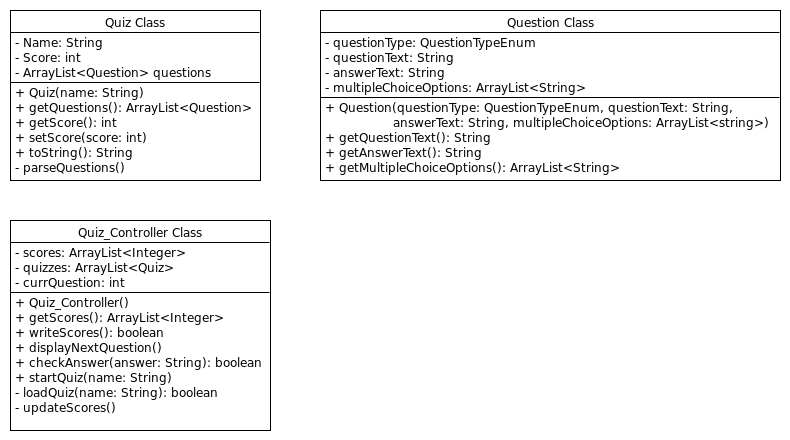 Quiz Class
- Name: String
- Score: int
- ArrayList<Question> questions
+ Quiz(name: String)
+ getQuestions(): ArrayList<Question>
+ getScore(): int
+ setScore(score: int)
+ toString(): String
- parseQuestions()
Question Class
- questionType: QuestionTypeEnum
- questionText: String
- answerText: String
- multipleChoiceOptions: ArrayList<String>
+ Question(questionType: QuestionTypeEnum, questionText: String,
answerText: String, multipleChoiceOptions: ArrayList<string>)
+ getQuestionText(): String
+ getAnswerText(): String
+ getMultipleChoiceOptions(): ArrayList<String>
Quiz_Controller Class
- scores: ArrayList<Integer>
- quizzes: ArrayList<Quiz>
- currQuestion: int
+ Quiz_Controller()
+ getScores(): ArrayList<Integer>
+ writeScores(): boolean
+ displayNextQuestion()
+ checkAnswer(answer: String): boolean
+ startQuiz(name: String)
- loadQuiz(name: String): boolean
- updateScores()